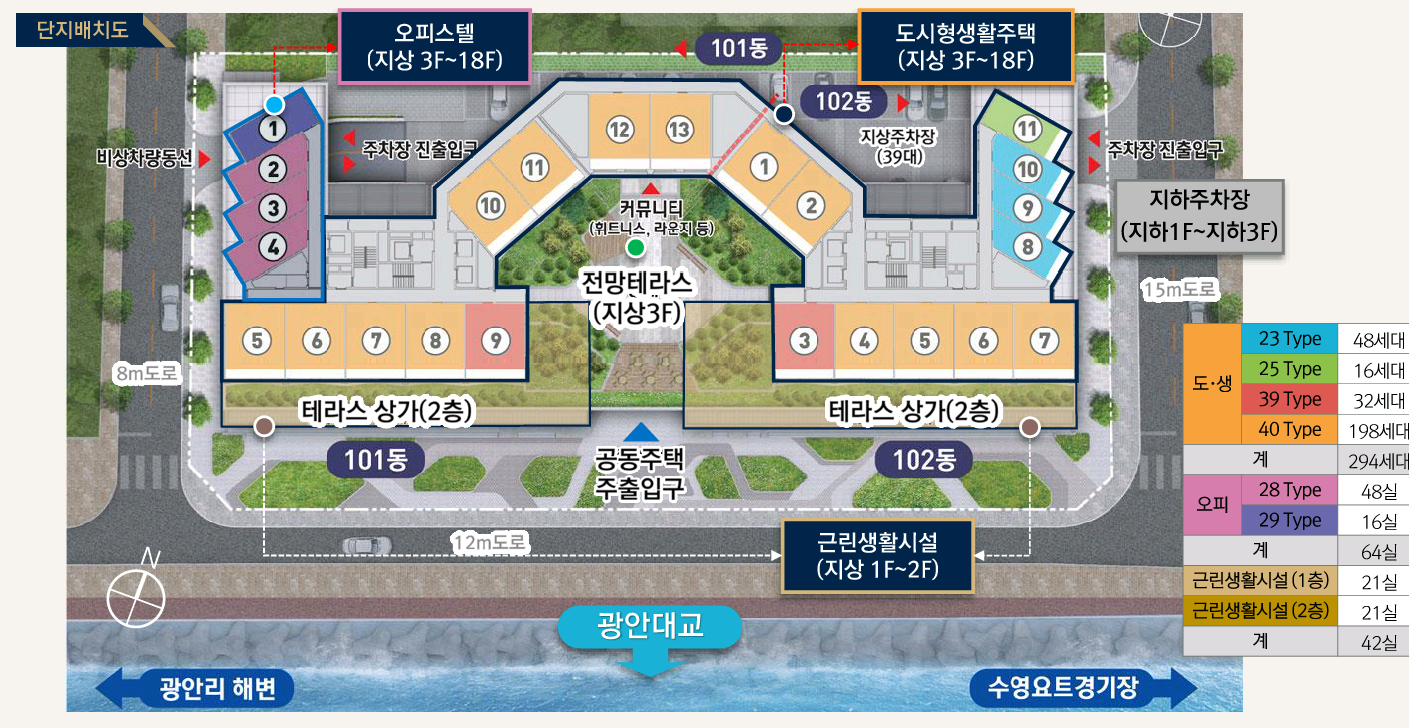 단지배치도
오피스텔
(지상 3F~18F)
101동
도시형생활주택
(지상 3F~18F)
102동
지상주차장
(39대)
비상차량동선
주차장 진출입구
주차장 진출입구
1
2
3
4
10
11
12
13
1
2
11
10
9
8
커뮤니티
(휘트니스, 라운지 등)
전망테라스
(지상3F)
지하주차장
(지하1F~지하3F)
15m도로
5
6
7
8
9
3
4
5
6
7
8m도로
테라스 상가(2층)
테라스 상가(2층)
101동
102동
공동주택
주출입구
12m도로
근린생활시설
(지상 1F~2F)
N
광안대교
광안리 해변
수영요트경기장
도·생
23 Type 48세대
25 Type 16세대
39 Type 32세대
40 Type 198세대
계 294세대
오피
28 Type 48실
29 Type 16실
계 64실
근린생활시설 (1층) 21실
근린생활시설 (2층) 21실
계 42실